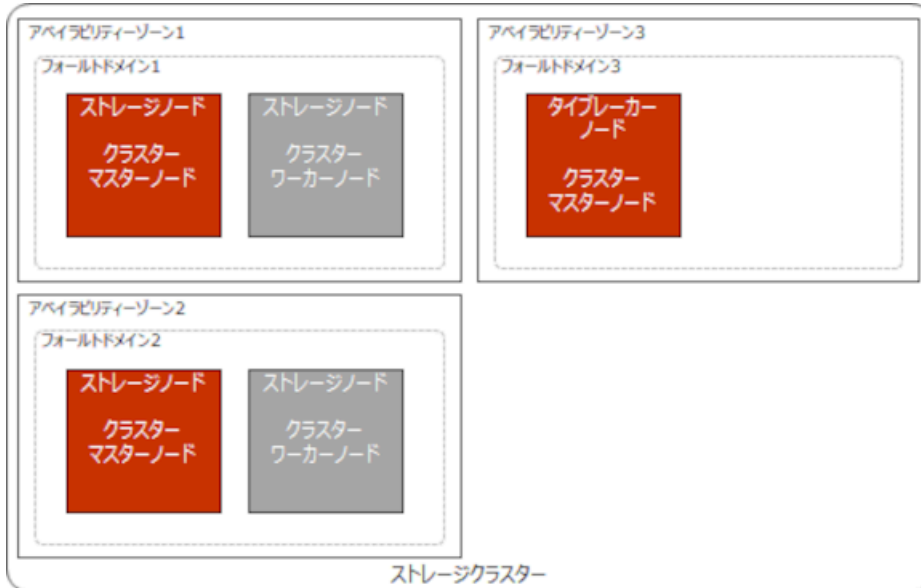 アベイラビリティーゾーン1
フォールトドメイン1
ストレージノード
クラスター
マスターノード
ストレージノード
クラスター
ワーカーノード
アベイラビリティーゾーン3
フォールトドメイン3
タイブレーカー
ノード
クラスター
マスターノード
アベイラビリティーゾーン2
フォールトドメイン2
ストレージノード
クラスター
マスターノード
ストレージノード
クラスター
ワーカーノード
ストレージクラスター